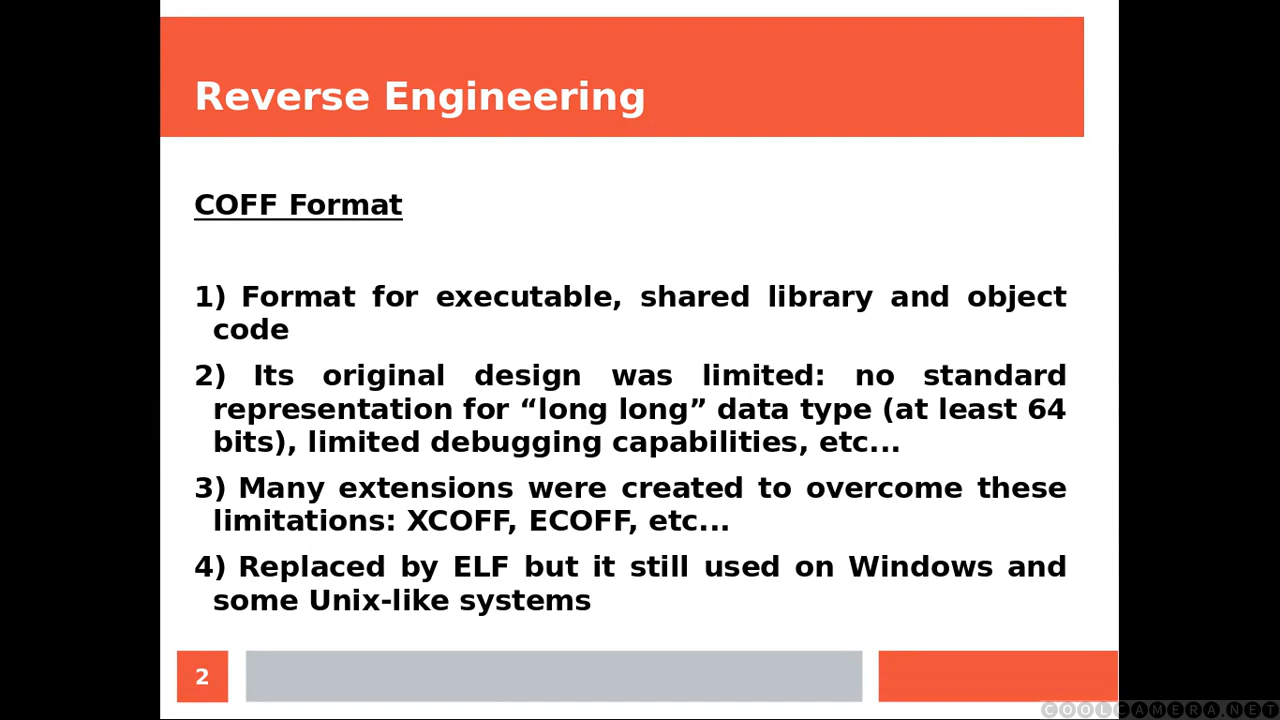 Reverse Engineering
COFF Format
1) Format for executable, shared library and object
code
2) Its original design was limited: no standard
representation for “long long” data type (at least 64
bits), limited debugging capabilities, etc...
3) Many extensions were created to overcome these
limitations: XCOFF, ECOFF, etc...
4) Replaced by ELF but it still used on Windows and
some Unix-like systems
2
COOLCAMERA.NET